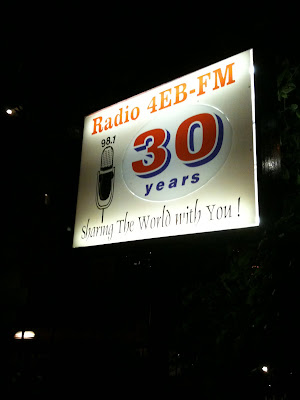 Radio 4EB-FM
98.1
30
years
Sharing The World with You !